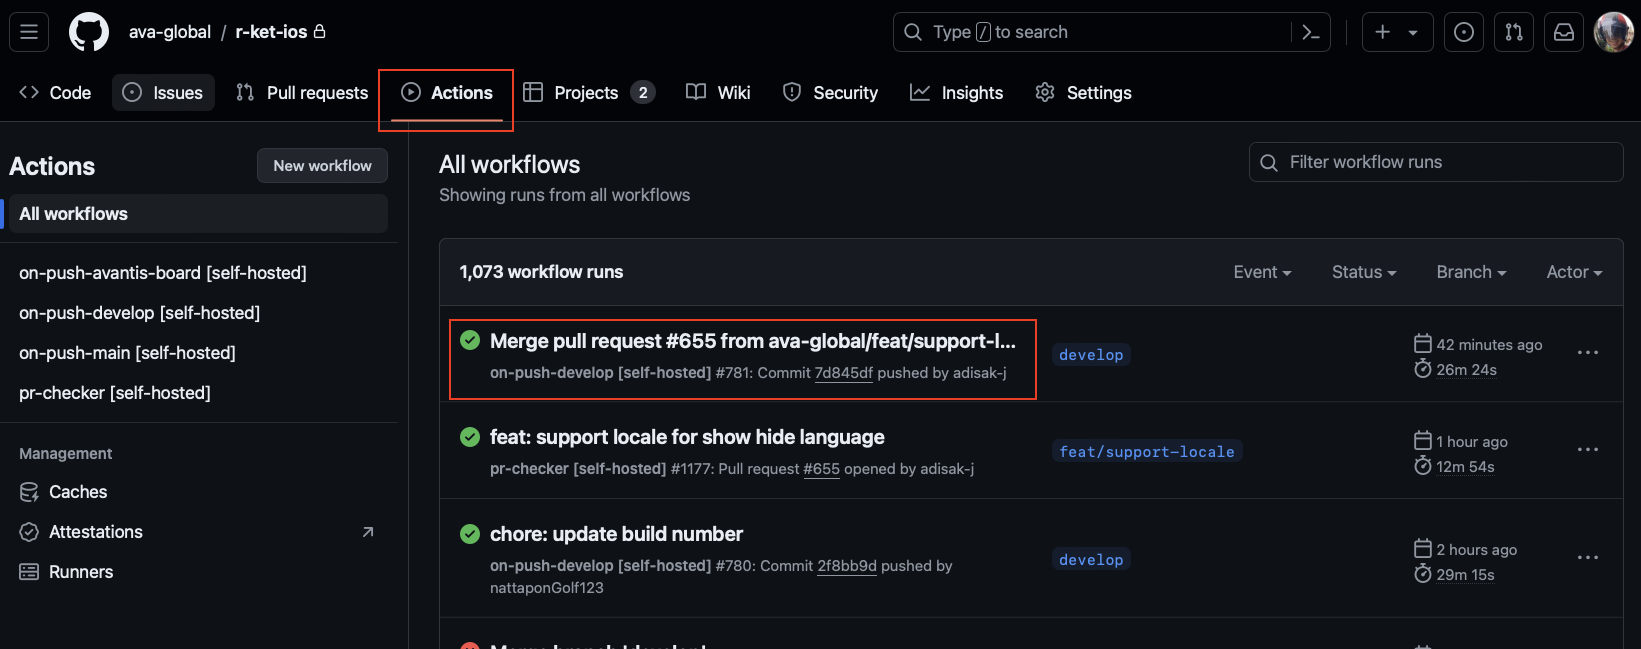 ava-global / r-ket-ios
Type / to search
Code
Issues
Pull requests
Actions
Projects 2
Wiki
Security
Insights
Settings
Actions
New workflow
All workflows
on-push-avantis-board [self-hosted]
on-push-develop [self-hosted]
on-push-main [self-hosted]
pr-checker [self-hosted]
Management
Caches
Attestations
Runners
All workflows
Showing runs from all workflows
Filter workflow runs
1,073 workflow runs
Event
Status
Branch
Actor
Merge pull request #655 from ava-global/feat/support-l...
on-push-develop [self-hosted] #781: Commit 7d845df pushed by adisak-j
develop
42 minutes ago
26m 24s
feat: support locale for show hide language
pr-checker [self-hosted] #1177: Pull request #655 opened by adisak-j
feat/support-locale
1 hour ago
12m 54s
chore: update build number
on-push-develop [self-hosted] #780: Commit 2f8bb9d pushed by
nattaponGolf123
develop
2 hours ago
29m 15s